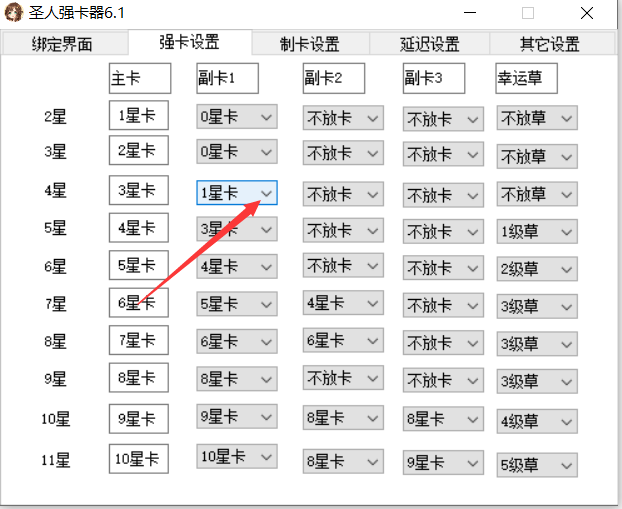 圣人强卡器6.1
绑定界面 强卡设置 制卡设置 延迟设置 其它设置
主卡 副卡1 副卡2 副卡3 幸运草
2星 1星卡 0星卡 不放卡 不放卡 不放草
3星 2星卡 0星卡 不放卡 不放卡 不放草
4星 3星卡 1星卡 不放卡 不放卡 不放草
5星 4星卡 3星卡 不放卡 不放卡 1级草
6星 5星卡 4星卡 不放卡 不放卡 2级草
7星 6星卡 5星卡 4星卡 不放卡 3级草
8星 7星卡 6星卡 6星卡 不放卡 3级草
9星 8星卡 8星卡 不放卡 不放卡 3级草
10星 9星卡 9星卡 8星卡 8星卡 4级草
11星 10星卡 10星卡 8星卡 9星卡 5级草